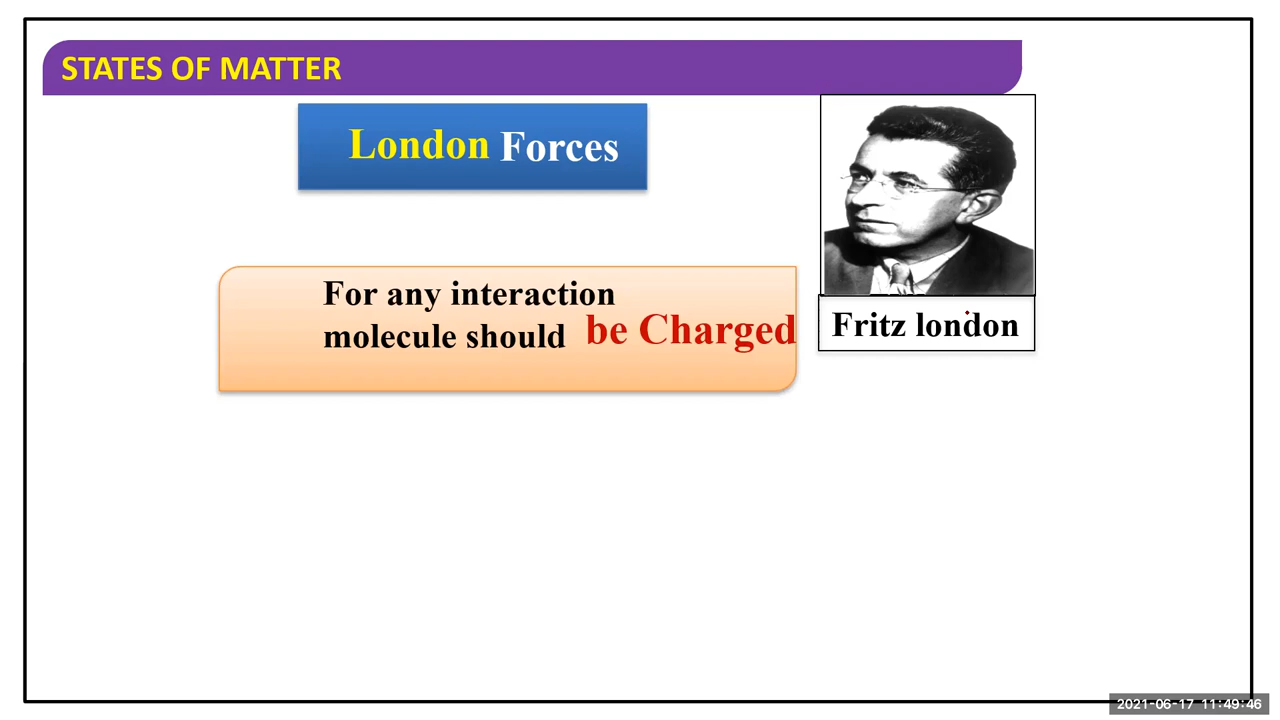 STATES OF MATTER
London Forces
For any interaction
molecule should be Charged
Fritz london
2021-06-17 11:49:46